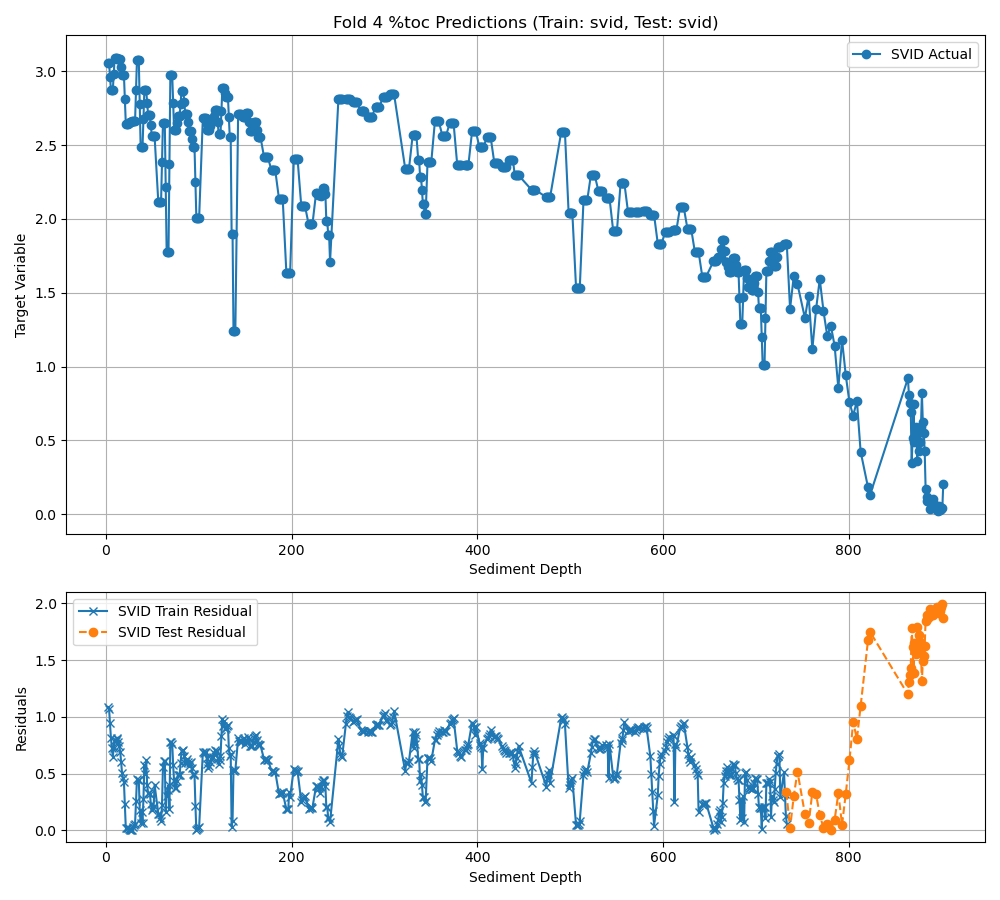 Fold 4 %toc Predictions (Train: svid, Test: svid)
SVID Actual
Target Variable
3.0
2.5
2.0
1.5
1.0
0.5
0.0
0 200 400 600 800
Sediment Depth
SVID Train Residual
SVID Test Residual
Residuals
2.0
1.5
1.0
0.5
0.0
0 200 400 600 800
Sediment Depth